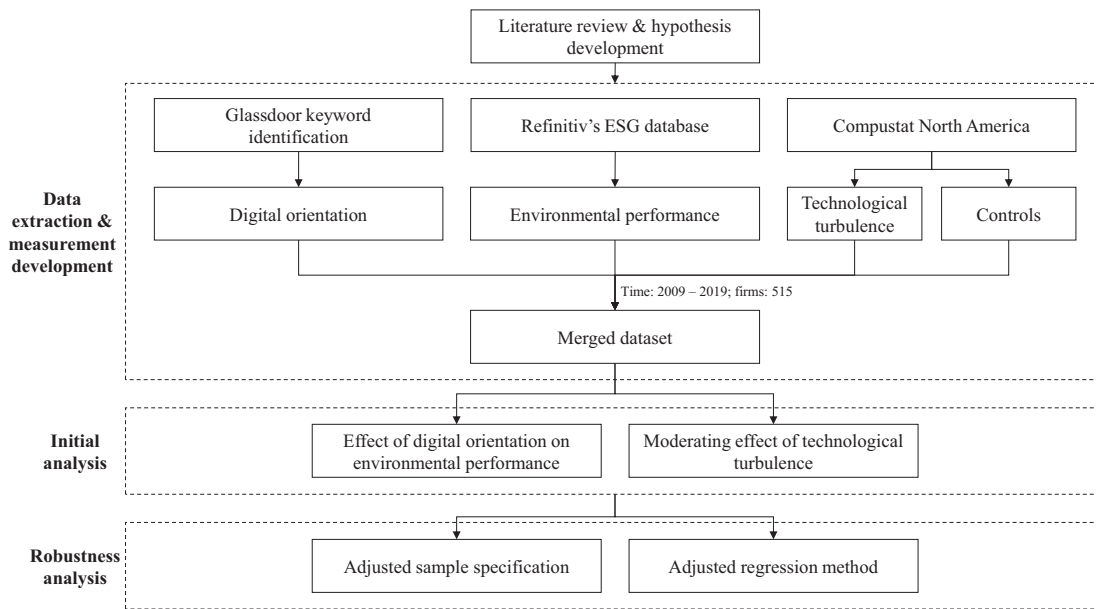 Literature review & hypothesis
development
Glassdoor keyword
identification
Refinitiv's ESG database
Compustat North America
Data
extraction &
measurement
development
Digital orientation
Environmental performance
Technological
turbulence
Controls
Time: 2009 – 2019; firms: 515
Merged dataset
Initial
analysis
Effect of digital orientation on
environmental performance
Moderating effect of technological
turbulence
Robustness
analysis
Adjusted sample specification
Adjusted regression method